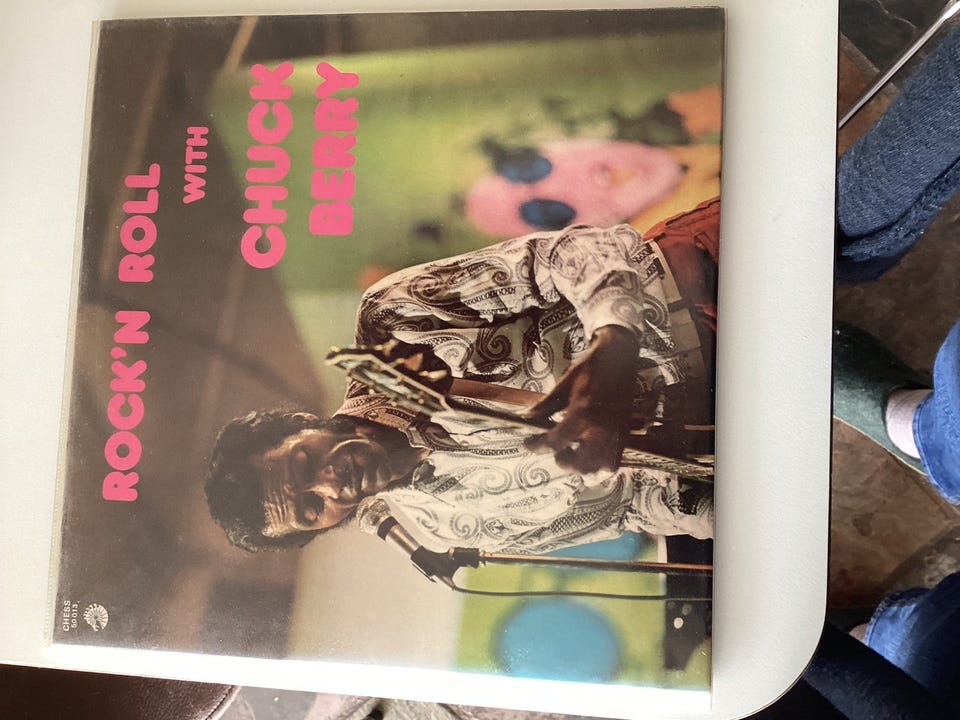 ROCK'N ROLL
WITH
CHUCK
BERRY
CHESS
50 013